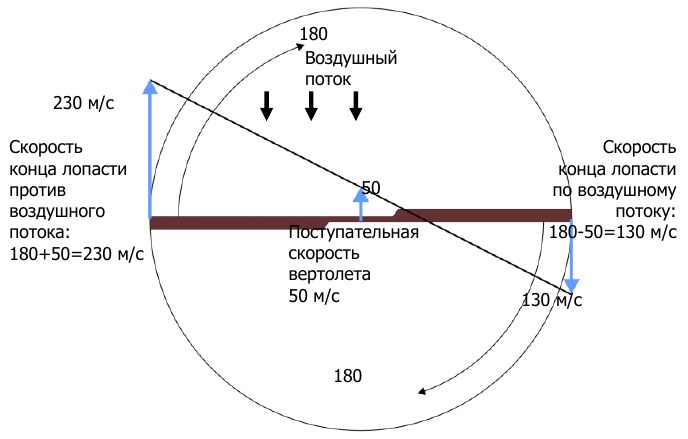 180
Воздушный
поток
230 м/с
Скорость
конца лопасти
против
воздушного
потока:
180+50=230 м/с
50
Скорость
конца лопасти
по воздушному
потоку:
180-50=130 м/с
Поступательная
скорость
вертолета
50 м/с
130 м/с
180